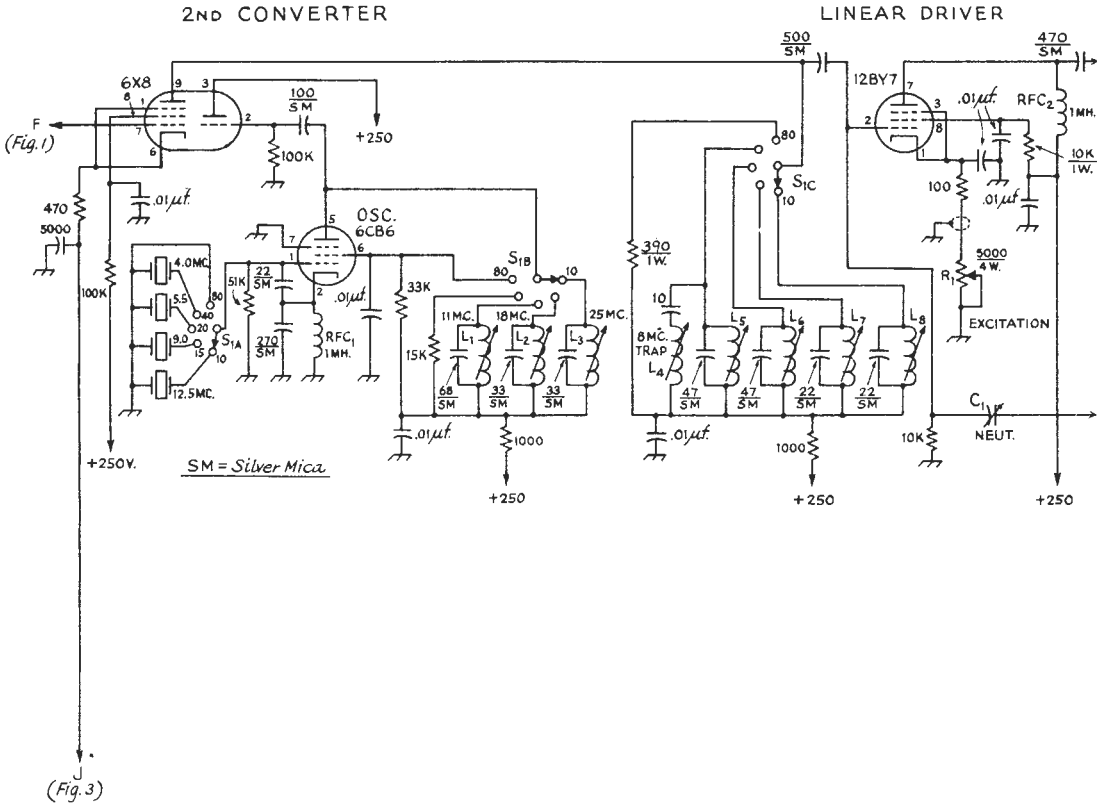 2ND CONVERTER
LINEAR DRIVER
500
SM
470
SM
6X8
9
3
1
8
7
2
6
F
(Fig.1)
100
SM
+250
100K
12BY7
7
3
8
2
1
.01µf.
RFC2
1MH.
10K
1W.
80
S1C
10
100
.01µf.
470
5000
.01µf.
OSC.
6CB6
5
7
1
6
2
4.0MC.
5.5
9.0
12.5MC.
80
40
20
15
10
S1A
100K
51K
22
SM
270
SM
RFC1
1MH.
.01µf.
33K
S1B
80
10
11MC.
18MC.
25MC.
15K
L1
L2
L3
68
SM
33
SM
33
SM
390
1W.
10
8MC.
TRAP
L4
L5
L6
L7
L8
47
SM
47
SM
22
SM
22
SM
R1
5000
4W.
EXCITATION
C1
NEUT.
10K
.01µf.
1000
.01µf.
1000
+250V.
SM = Silver Mica
+250
+250
+250
J
(Fig.3)